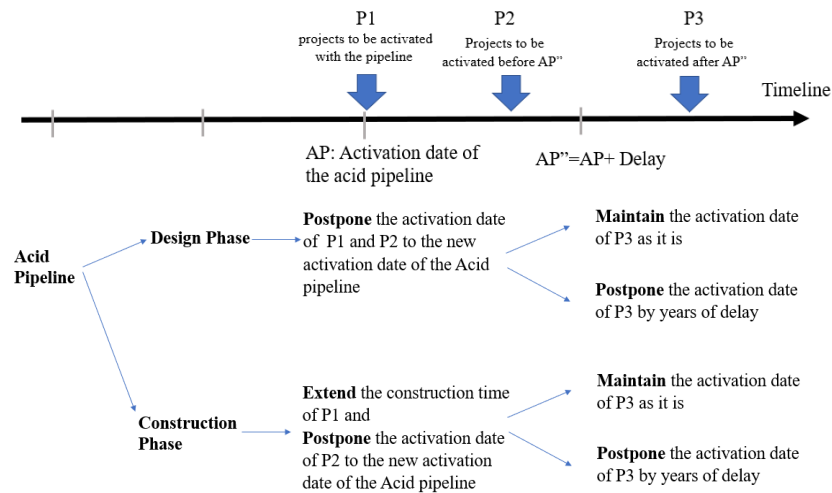 P1
projects to be activated
with the pipeline
P2
Projects to be
activated before AP”
P3
Projects to be
activated after AP”
Timeline
AP: Activation date of
the acid pipeline
AP”=AP+ Delay
Acid
Pipeline
Design Phase
Postpone the activation date
of P1 and P2 to the new
activation date of the Acid
pipeline
Maintain the activation date
of P3 as it is
Postpone the activation date
of P3 by years of delay
Construction
Phase
Extend the construction time
of P1 and
Postpone the activation date
of P2 to the new activation
date of the Acid pipeline
Maintain the activation date
of P3 as it is
Postpone the activation date
of P3 by years of delay